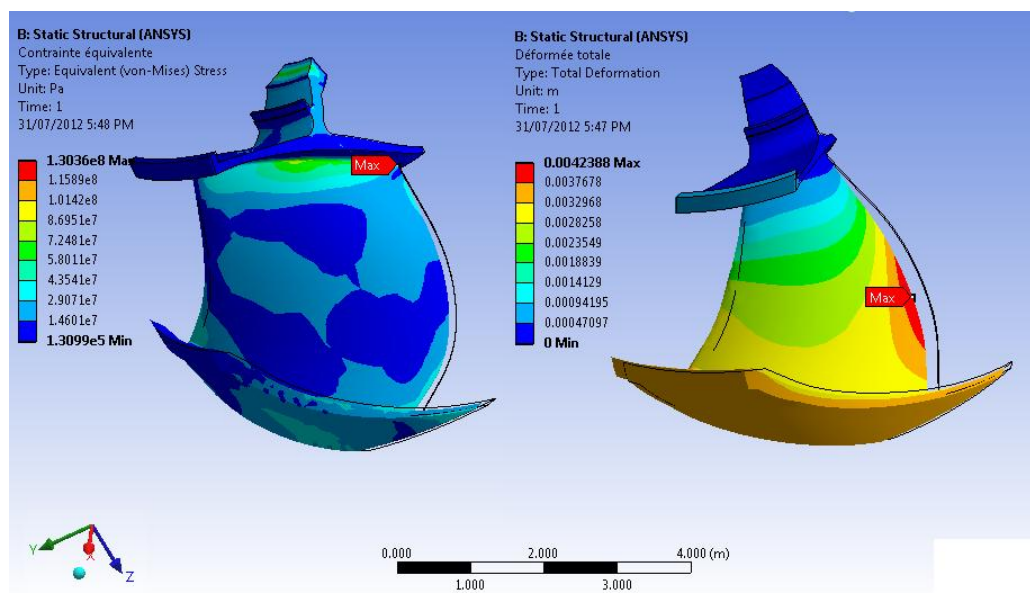 B: Static Structural (ANSYS)
Contrainte équivalente
Type: Equivalent (von-Mises) Stress
Unit: Pa
Time: 1
31/07/2012 5:48 PM
1.3036e8 Max
1.1589e8
1.0142e8
8.6951e7
7.2481e7
5.8011e7
4.3541e7
2.9071e7
1.4601e7
1.3099e5 Min
Max
B: Static Structural (ANSYS)
Déformée totale
Type: Total Deformation
Unit: m
Time: 1
31/07/2012 5:47 PM
0.0042388 Max
0.0037678
0.0032968
0.0028258
0.0023549
0.0018839
0.0014129
0.00094195
0.00047097
0 Min
Max
Y
X
Z
0.000 2.000 4.000 (m)
1.000 3.000